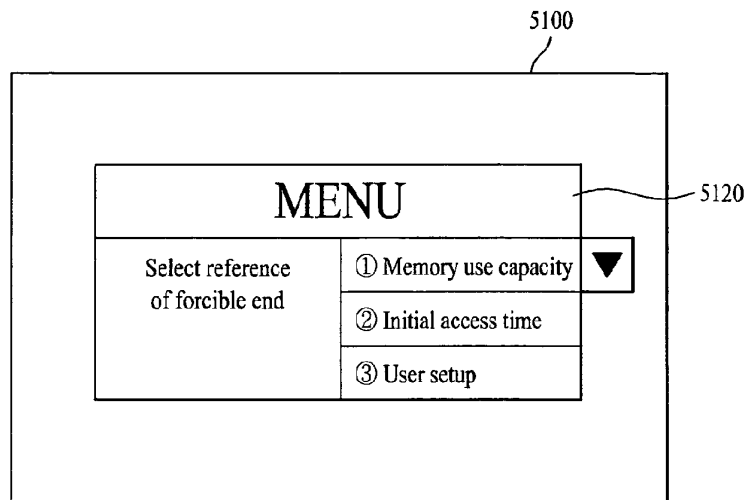 5100
MENU
5120
Select reference
of forcible end
① Memory use capacity
② Initial access time
③ User setup